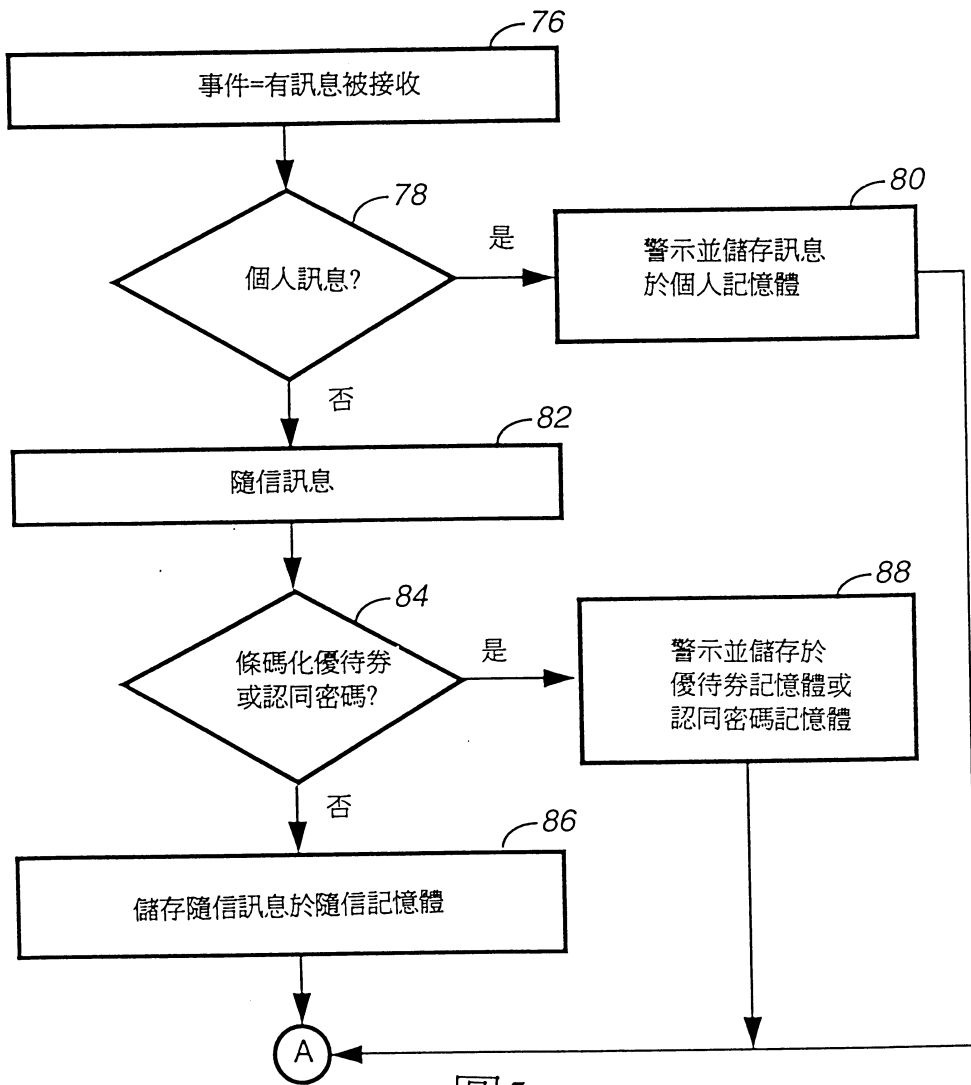 76
事件=有訊息被接收
78
個人訊息?
是
80
警示並儲存訊息
於個人記憶體
否
82
隨信訊息
84
條碼化優待券
或認同密碼?
是
88
警示並儲存於
優待券記憶體或
認同密碼記憶體
否
86
儲存隨信訊息於隨信記憶體
A